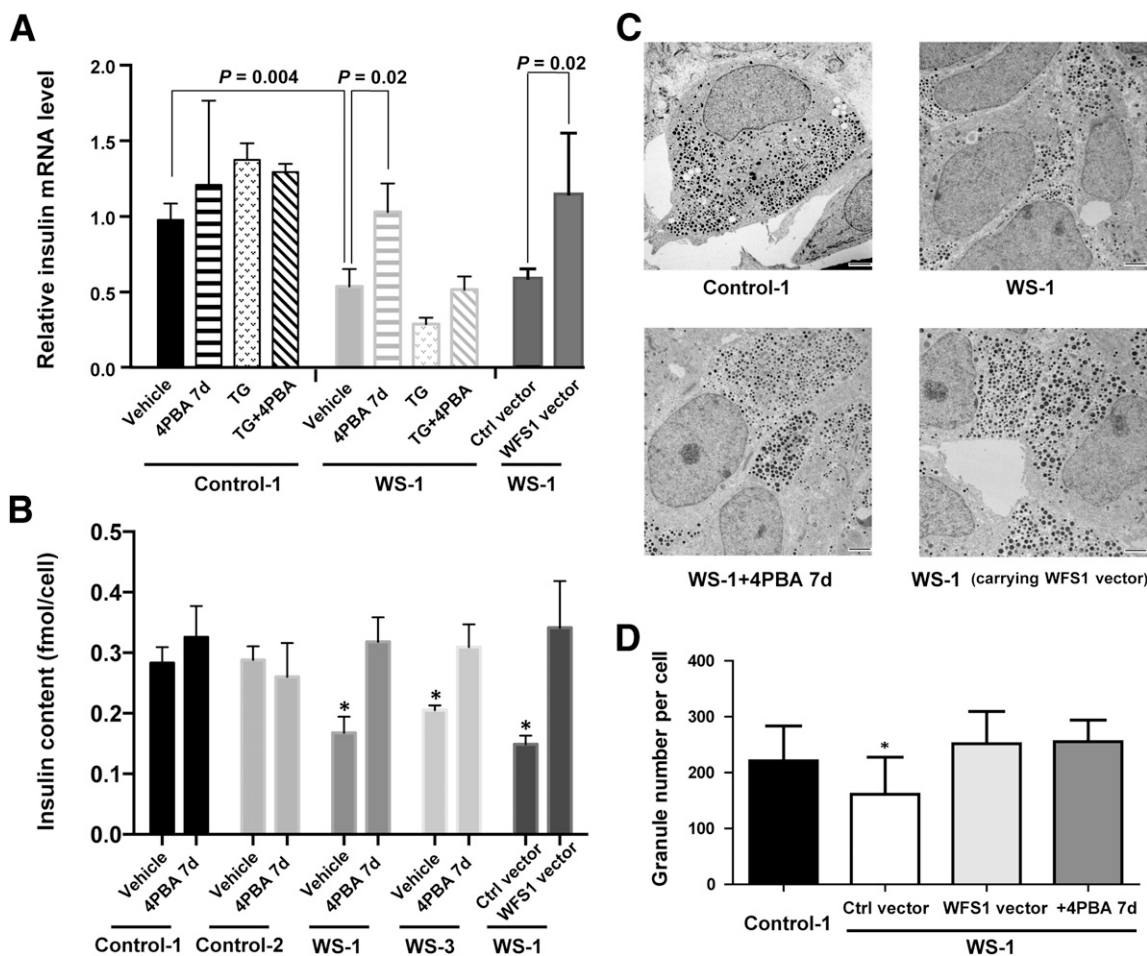 A
Relative insulin mRNA level
2.0
1.5
1.0
0.5
0.0
P = 0.004
P = 0.02
P = 0.02
Vehicle
4PBA 7d
TG
TG+4PBA
Vehicle
4PBA 7d
TG
TG+4PBA
Ctrl vector
WFS1 vector
Control-1
WS-1
WS-1
B
Insulin content (fmol/cell)
0.5
0.4
0.3
0.2
0.1
0.0
*
*
*
Vehicle
4PBA 7d
Vehicle
4PBA 7d
Vehicle
4PBA 7d
Vehicle
4PBA 7d
Ctrl vector
WFS1 vector
Control-1
Control-2
WS-1
WS-3
WS-1
C
Control-1
WS-1
WS-1+4PBA 7d
WS-1 (carrying WFS1 vector)
D
Granule number per cell
400
300
200
100
0
*
Control-1
Ctrl vector
WFS1 vector
+4PBA 7d
WS-1